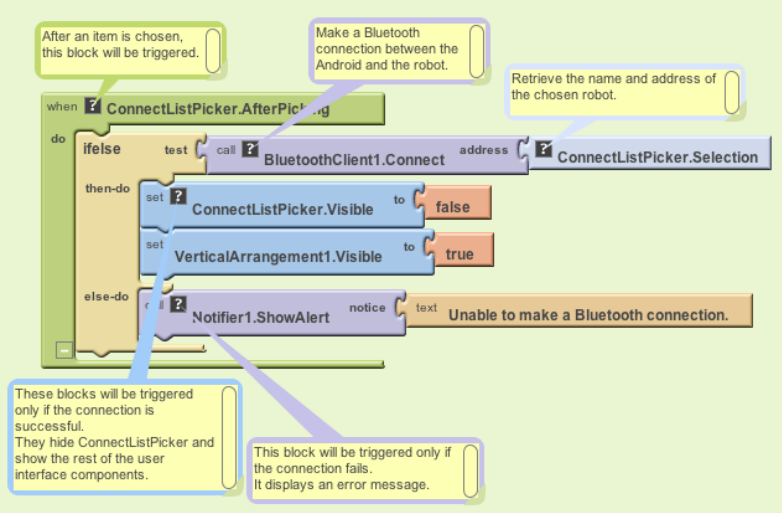 After an item is chosen,
this block will be triggered.
Make a Bluetooth
connection between the
Android and the robot.
Retrieve the name and address of
the chosen robot.
when ? ConnectListPicker.AfterPicking
do
ifelse test call ? BluetoothClient1.Connect address ? ConnectListPicker.Selection
then-do set ? ConnectListPicker.Visible to false
set VerticalArrangement1.Visible to true
else-do call ? Notifier1.ShowAlert notice text Unable to make a Bluetooth connection.
These blocks will be triggered
only if the connection is
successful.
They hide ConnectListPicker and
show the rest of the user
interface components.
This block will be triggered only if
the connection fails.
It displays an error message.